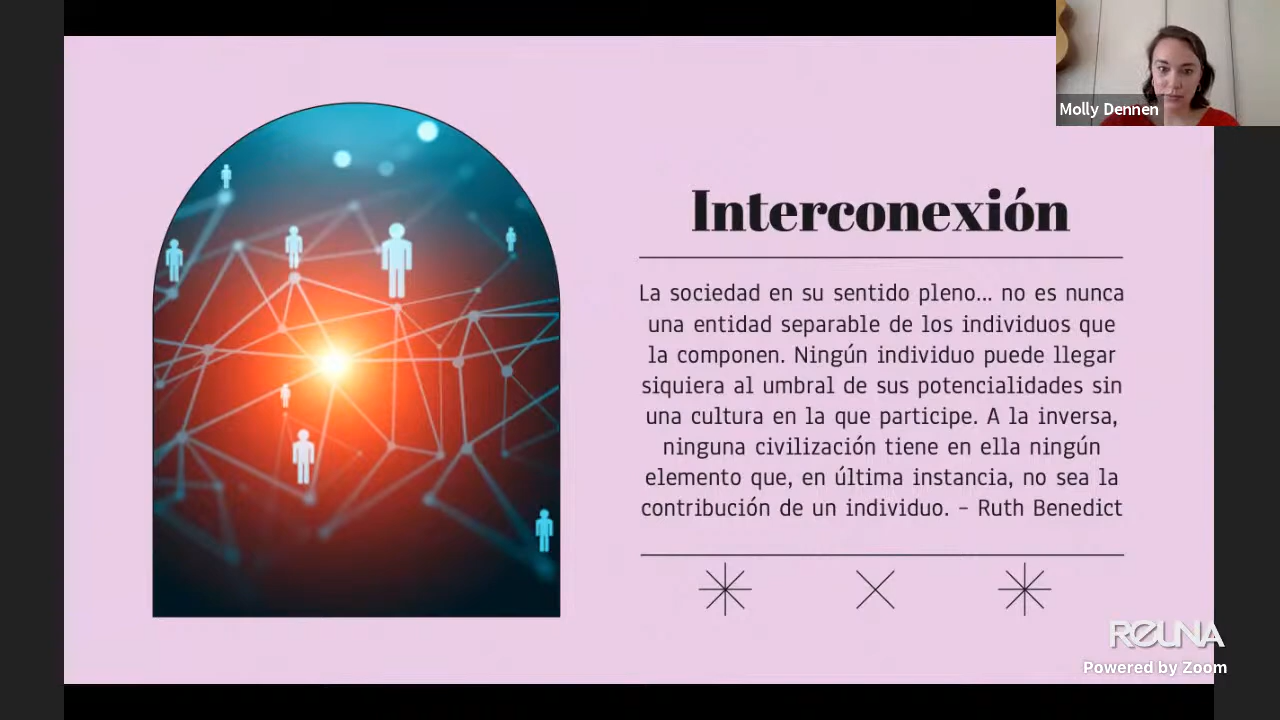 Molly Dennen
Interconexión
La sociedad en su sentido pleno... no es nunca
una entidad separable de los individuos que
la componen. Ningún individuo puede llegar
siquiera al umbral de sus potencialidades sin
una cultura en la que participe. A la inversa,
ninguna civilización tiene en ella ningún
elemento que, en última instancia, no sea la
contribución de un individuo. – Ruth Benedict
REUNA
Powered by Zoom